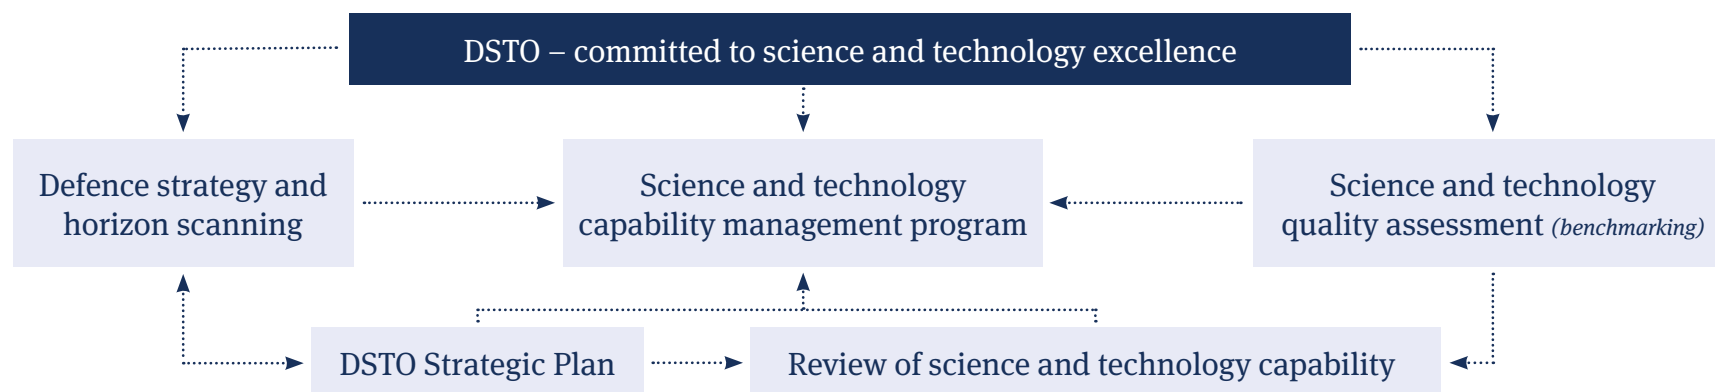 DSTO – committed to science and technology excellence
Defence strategy and
horizon scanning
Science and technology
capability management program
Science and technology
quality assessment (benchmarking)
DSTO Strategic Plan
Review of science and technology capability